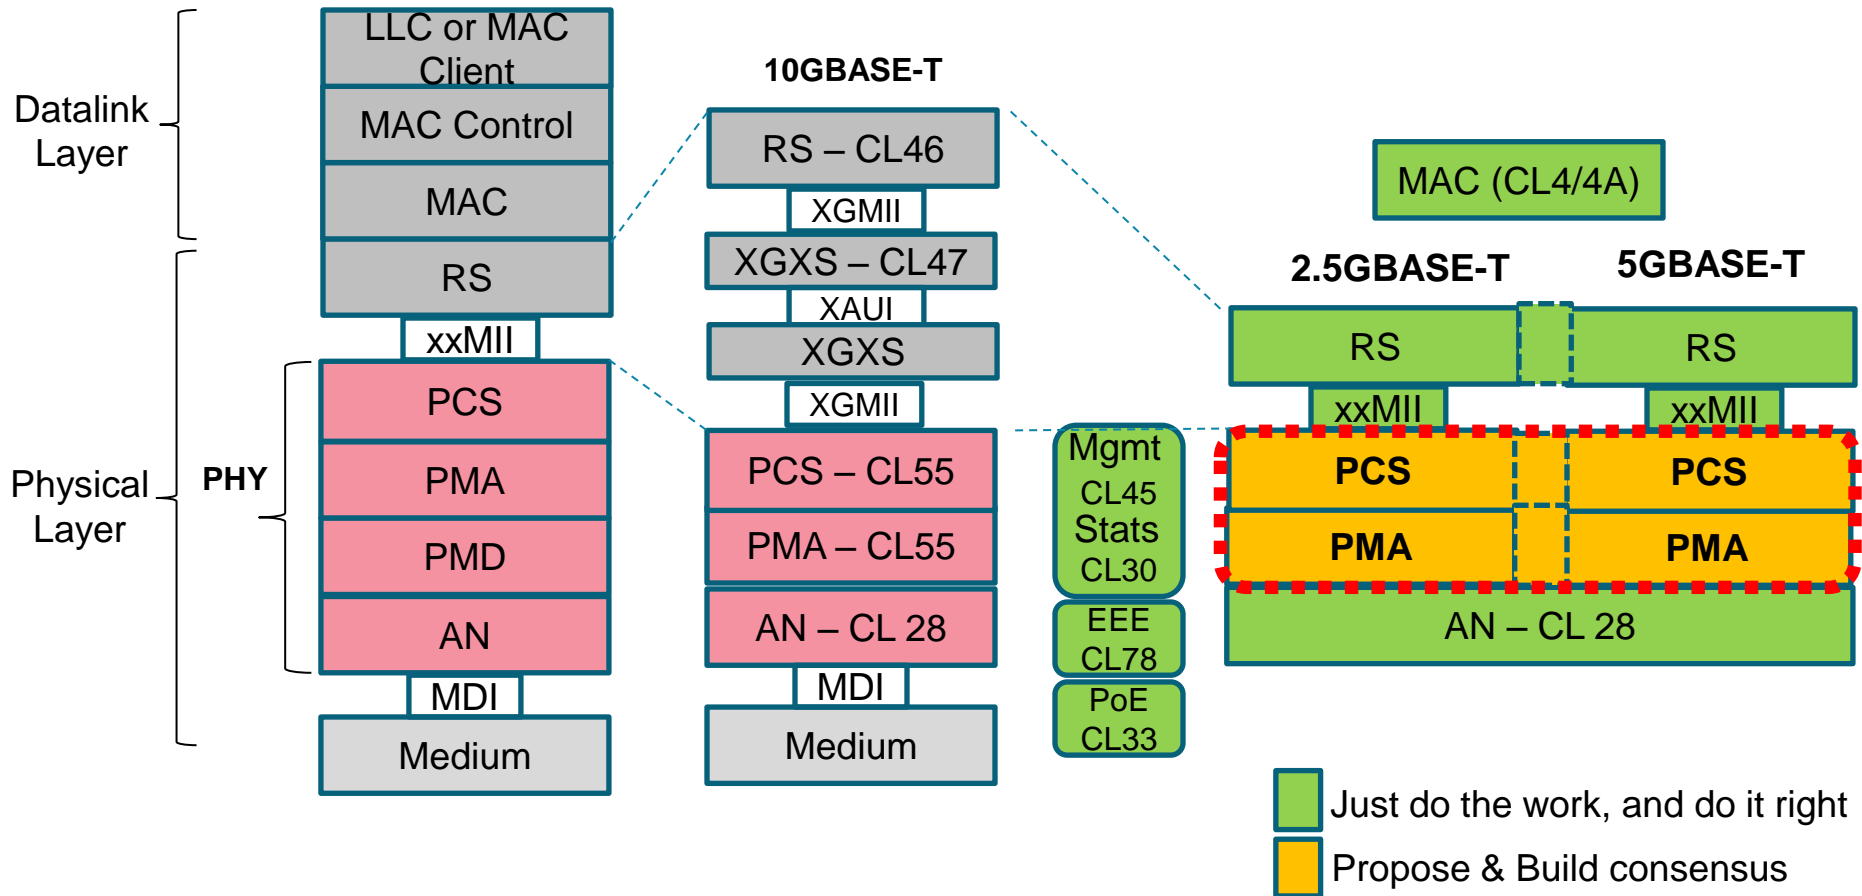 Datalink
Layer
Physical
Layer
PHY
LLC or MAC
Client
MAC Control
MAC
RS
xxMII
PCS
PMA
PMD
AN
MDI
Medium
10GBASE-T
RS – CL46
XGMII
XGXS – CL47
XAUI
XGXS
XGMII
PCS – CL55
PMA – CL55
AN – CL 28
MDI
Medium
Mgmt
CL45
Stats
CL30
EEE
CL78
PoE
CL33
MAC (CL4/4A)
2.5GBASE-T
5GBASE-T
RS
RS
xxMII
xxMII
PCS
PCS
PMA
PMA
AN – CL 28
Just do the work, and do it right
Propose & Build consensus